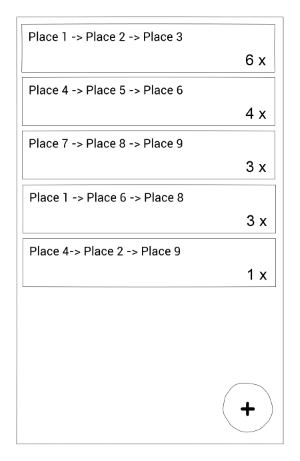 Place 1 -> Place 2 -> Place 3
6 x
Place 4 -> Place 5 -> Place 6
4 x
Place 7 -> Place 8 -> Place 9
3 x
Place 1 -> Place 6 -> Place 8
3 x
Place 4-> Place 2 -> Place 9
1 x
+